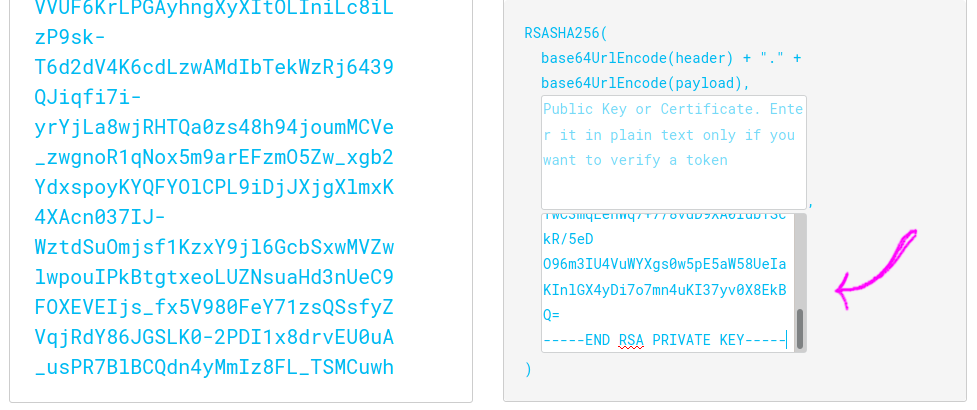 VVUF6KrLPGAyhngXyXItOLIniLc8iL
zP9sk-
T6d2dV4K6cdLzwAMdIbTekWzRj6439
QJiqfi7i-
yrYjLa8wjRHTQa0zs48h94joumMCVe
_zwgnoR1qNox5m9arEFzmO5Zw_xgb2
YdxspoyKYQFYOlCPL9iDjJXjgXlmxK
4XAcn037IJ-
WztdSuOmjsf1KzxY9jl6GcbSxwMVZw
lwpouIPkBtgtxeoLUZNsuaHd3nUeC9
FOXEVEIjs_fx5V980FeY71zsQSsfyZ
VqjRdY86JGSLK0-2PDI1x8drvEU0uA
_usPR7BlBCQdn4yMmIz8FL_TSMCuwh
RSASHA256(
base64UrlEncode(header) + "." +
base64UrlEncode(payload),
Public Key or Certificate. Ente
r it in plain text only if you
want to verify a token
,
kR/5eD
O96m3IU4VuWYXgs0w5pE5aW58UeIa
KInlGX4yDi7o7mn4uKI37yv0X8EkB
Q=
-----END RSA PRIVATE KEY-----
)